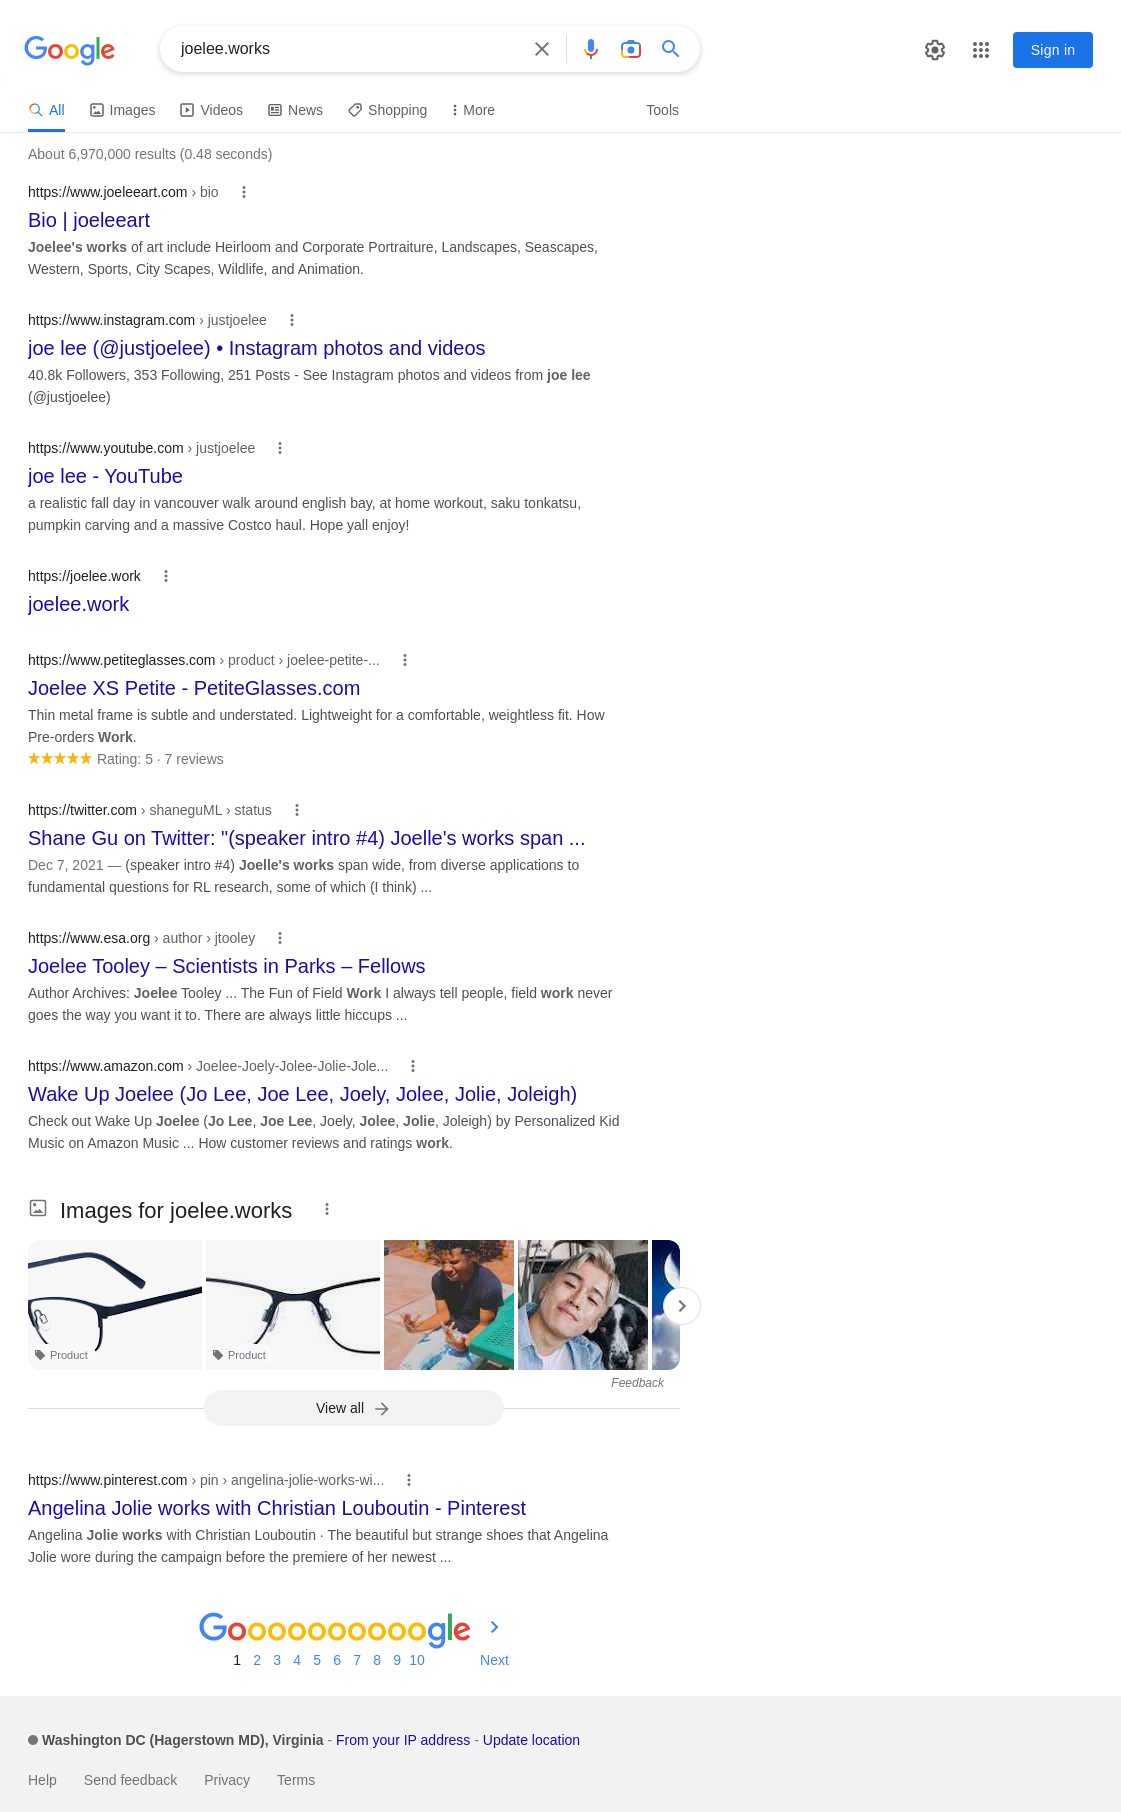 Google
joelee.works
Sign in
All Images Videos News Shopping More Tools
About 6,970,000 results (0.48 seconds)
https://www.joeleeart.com › bio
Bio | joeleeart
Joelee's works of art include Heirloom and Corporate Portraiture, Landscapes, Seascapes,
Western, Sports, City Scapes, Wildlife, and Animation.
https://www.instagram.com › justjoelee
joe lee (@justjoelee) • Instagram photos and videos
40.8k Followers, 353 Following, 251 Posts - See Instagram photos and videos from joe lee
(@justjoelee)
https://www.youtube.com › justjoelee
joe lee - YouTube
a realistic fall day in vancouver walk around english bay, at home workout, saku tonkatsu,
pumpkin carving and a massive Costco haul. Hope yall enjoy!
https://joelee.work
joelee.work
https://www.petiteglasses.com › product › joelee-petite-...
Joelee XS Petite - PetiteGlasses.com
Thin metal frame is subtle and understated. Lightweight for a comfortable, weightless fit. How
Pre-orders Work.
Rating: 5 · 7 reviews
https://twitter.com › shaneguML › status
Shane Gu on Twitter: "(speaker intro #4) Joelle's works span ...
Dec 7, 2021 — (speaker intro #4) Joelle's works span wide, from diverse applications to
fundamental questions for RL research, some of which (I think) ...
https://www.esa.org › author › jtooley
Joelee Tooley – Scientists in Parks – Fellows
Author Archives: Joelee Tooley ... The Fun of Field Work I always tell people, field work never
goes the way you want it to. There are always little hiccups ...
https://www.amazon.com › Joelee-Joely-Jolee-Jolie-Jole...
Wake Up Joelee (Jo Lee, Joe Lee, Joely, Jolee, Jolie, Joleigh)
Check out Wake Up Joelee (Jo Lee, Joe Lee, Joely, Jolee, Jolie, Joleigh) by Personalized Kid
Music on Amazon Music ... How customer reviews and ratings work.
Images for joelee.works
Product Product
Feedback
View all
https://www.pinterest.com › pin › angelina-jolie-works-wi...
Angelina Jolie works with Christian Louboutin - Pinterest
Angelina Jolie works with Christian Louboutin · The beautiful but strange shoes that Angelina
Jolie wore during the campaign before the premiere of her newest ...
Goooooooooogle
1 2 3 4 5 6 7 8 9 10 Next
Washington DC (Hagerstown MD), Virginia - From your IP address - Update location
Help Send feedback Privacy Terms